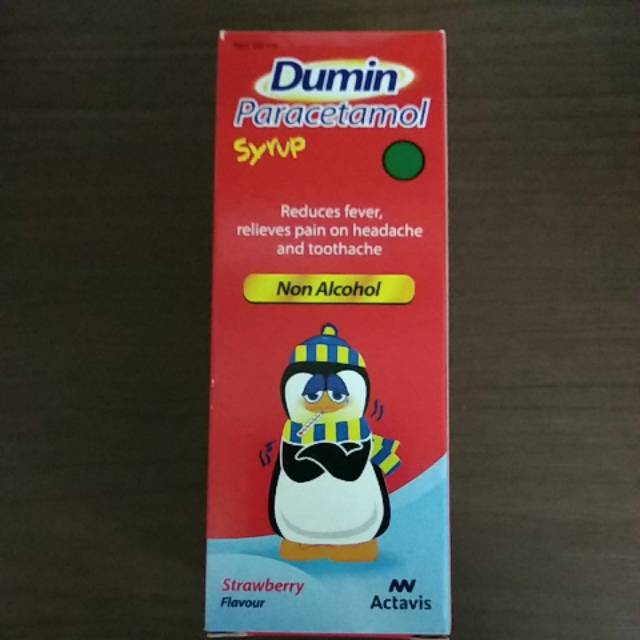 Dumin
Paracetamol
Syrup
Reduces fever,
relieves pain on headache
and toothache
Non Alcohol
Strawberry
Flavour
Actavis